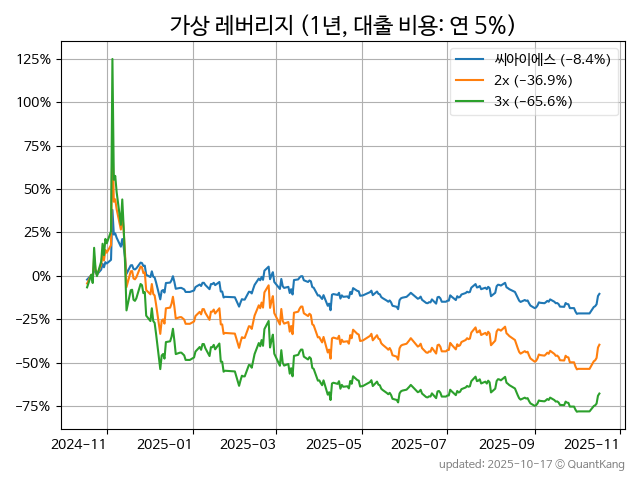 가상 레버리지 (1년, 대출 비용: 연 5%)
씨아이에스 (−8.4%)
2x (−36.9%)
3x (−65.6%)
125%
100%
75%
50%
25%
0%
−25%
−50%
−75%
2024-11 2025-01 2025-03 2025-05 2025-07 2025-09 2025-11
updated: 2025-10-17 © QuantKang